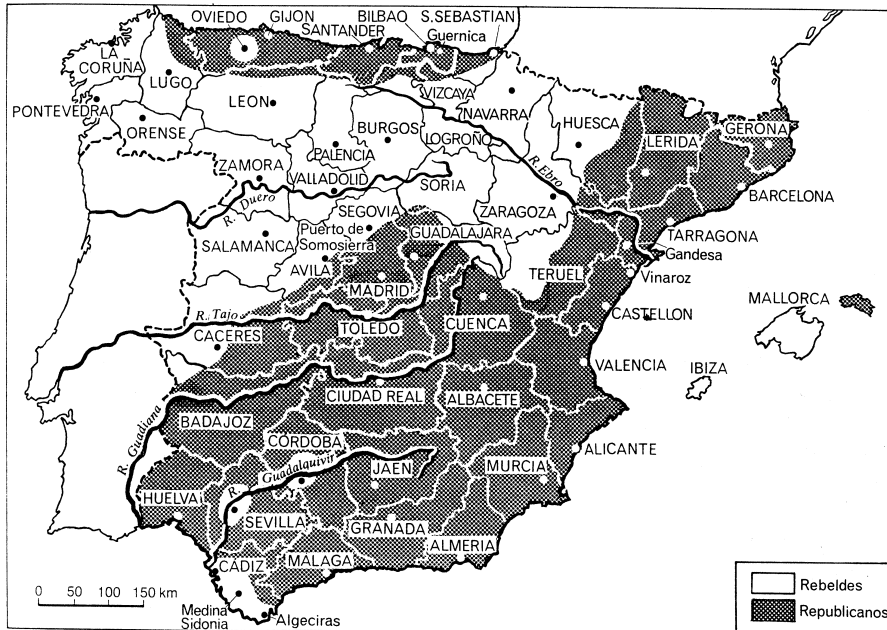 OVIEDO
GIJON
SANTANDER
BILBAO
S.SEBASTIAN
Guernica
LA
CORUÑA
LUGO
VIZCAYA
NAVARRA
PONTEVEDRA
LEON
BURGOS
LOGROÑO
HUESCA
LERIDA
GERONA
ORENSE
PALENCIA
R. Ebro
ZAMORA
VALLADOLID
SORIA
BARCELONA
R. Duero
SEGOVIA
ZARAGOZA
Puerto de
Somosierra
GUADALAJARA
TARRAGONA
Gandesa
SALAMANCA
AVILA
TERUEL
Vinaroz
MADRID
MALLORCA
R. Tajo
TOLEDO
CUENCA
CASTELLON
CACERES
VALENCIA
IBIZA
CIUDAD REAL
ALBACETE
BADAJOZ
R. Guadiana
CÓRDOBA
ALICANTE
R. Guadalquivir
JAEN
MURCIA
HUELVA
SEVILLA
GRANADA
ALMERIA
CÁDIZ
MÁLAGA
0 50 100 150 km
Medina
Sidonia
Algeciras
Rebeldes
Republicanos